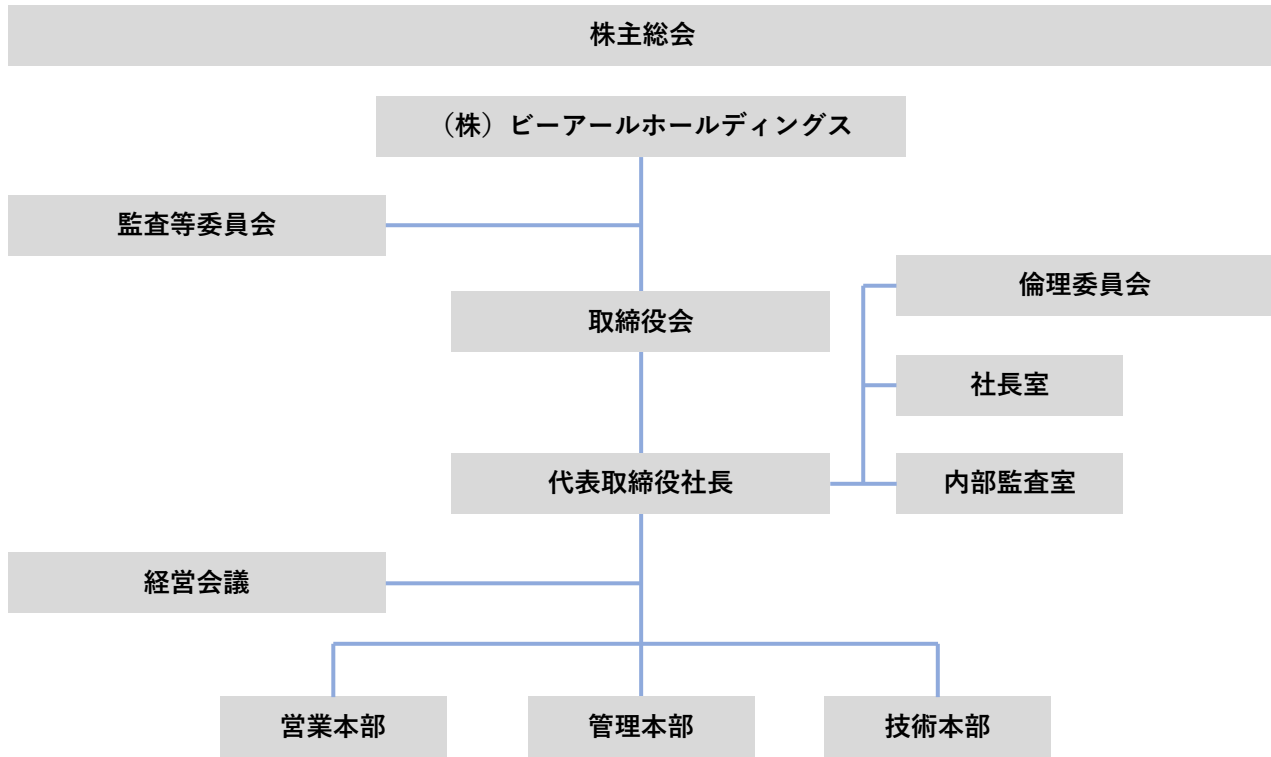 株主総会
（株）ビーアールホールディングス
監査等委員会
取締役会
倫理委員会
社長室
代表取締役社長
内部監査室
経営会議
営業本部
管理本部
技術本部